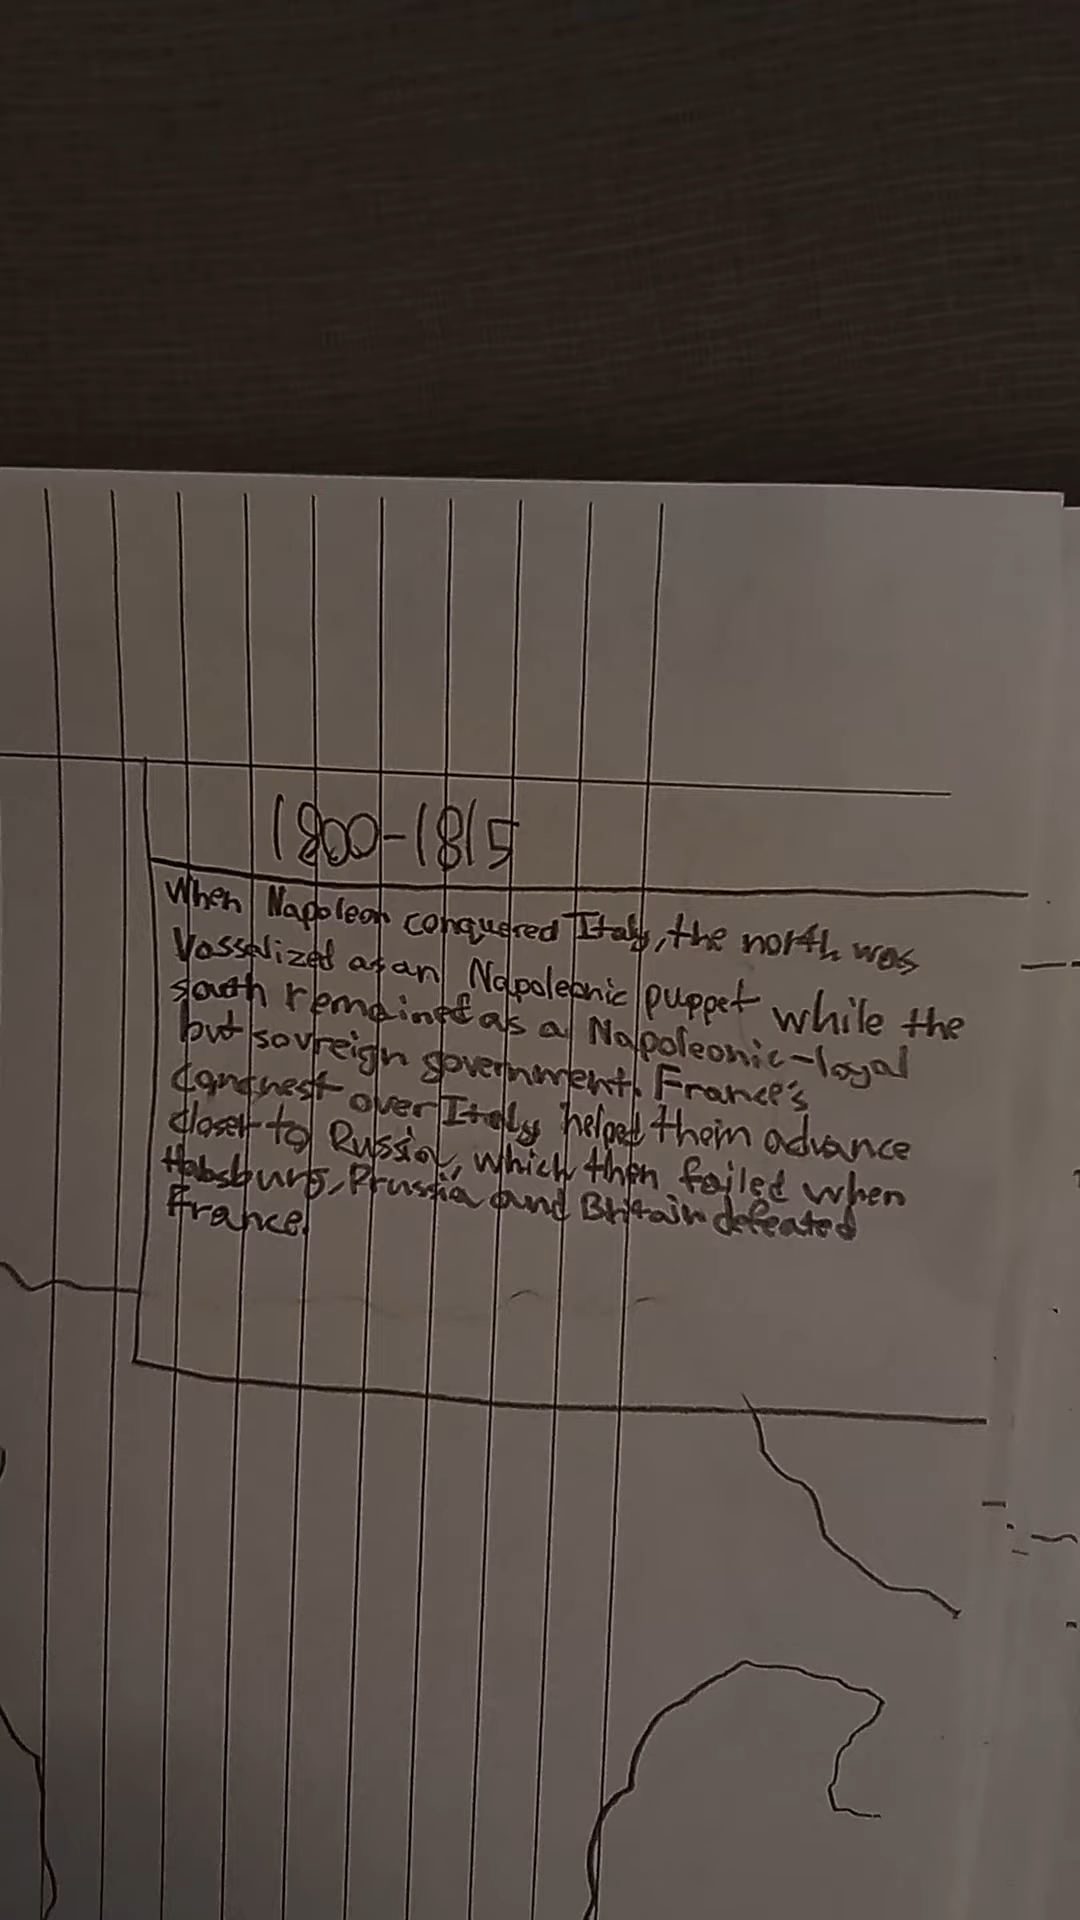 1800-1815
When Napoleon conquered Italy, the north was
Vassalized as an Napoleonic puppet while the
south remained as a Napoleonic-loyal
but sovreign government. France's
conquest over Italy helped them advance
closer to Russia, which then failed when
Habsburg, Prussia and Britain defeated
France.